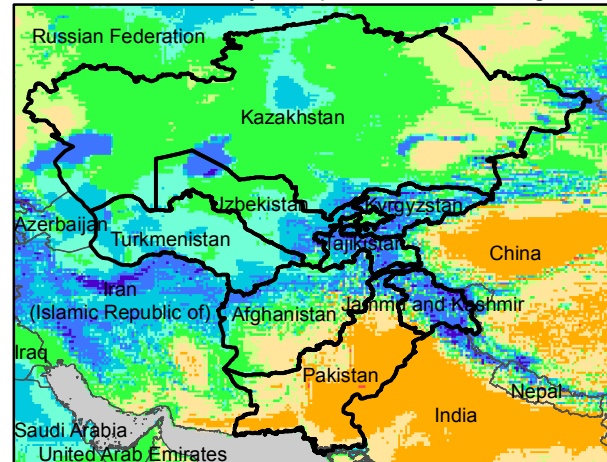 Russian Federation
Kazakhstan
Izbekistan
Kyrgyzstan
Azerbaijan
Turkmenistan
Tajikistan
China
Iran
(Islamic Republic of)
Afghanistan
Jammu and Kashmir
Iraq
Pakistan
Nepal
India
Saudi Arabia
United Arab Emirates